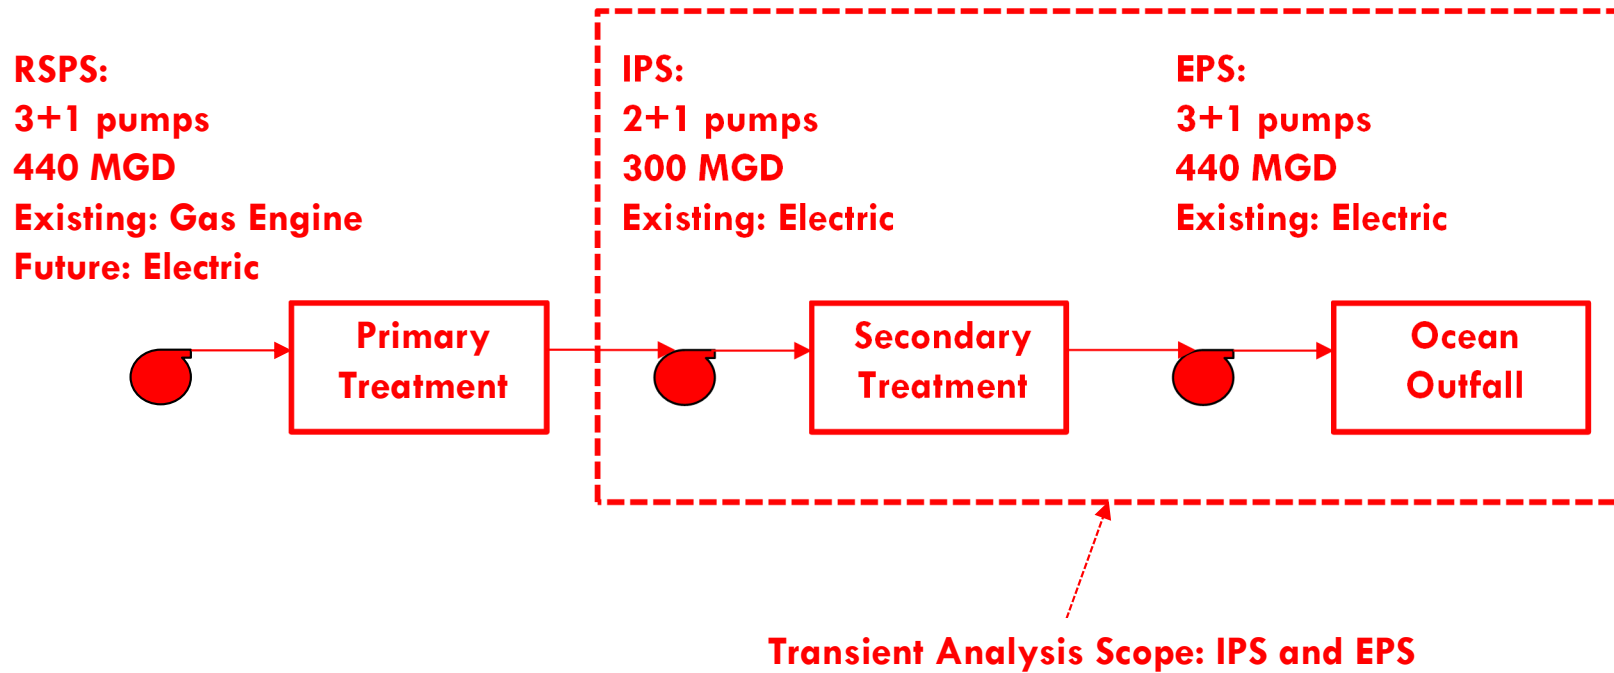 RSPS:
3+1 pumps
440 MGD
Existing: Gas Engine
Future: Electric
IPS:
2+1 pumps
300 MGD
Existing: Electric
EPS:
3+1 pumps
440 MGD
Existing: Electric
Primary
Treatment
Secondary
Treatment
Ocean
Outfall
Transient Analysis Scope: IPS and EPS